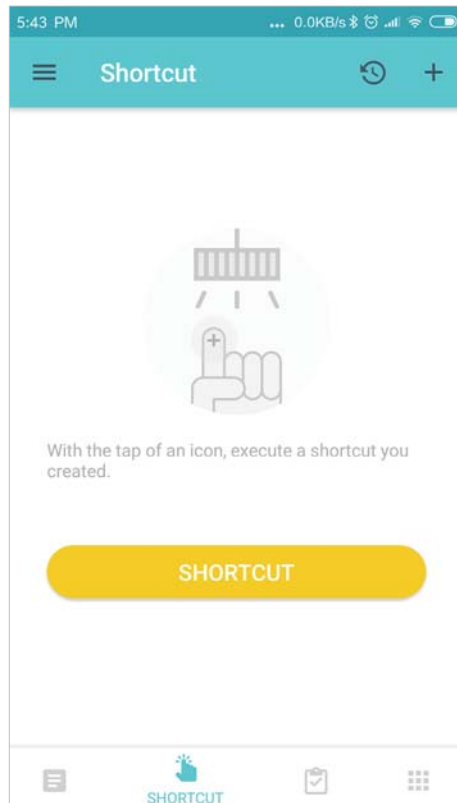 5:43 PM ... 0.0KB/s
Shortcut
With the tap of an icon, execute a shortcut you
created.
SHORTCUT
SHORTCUT